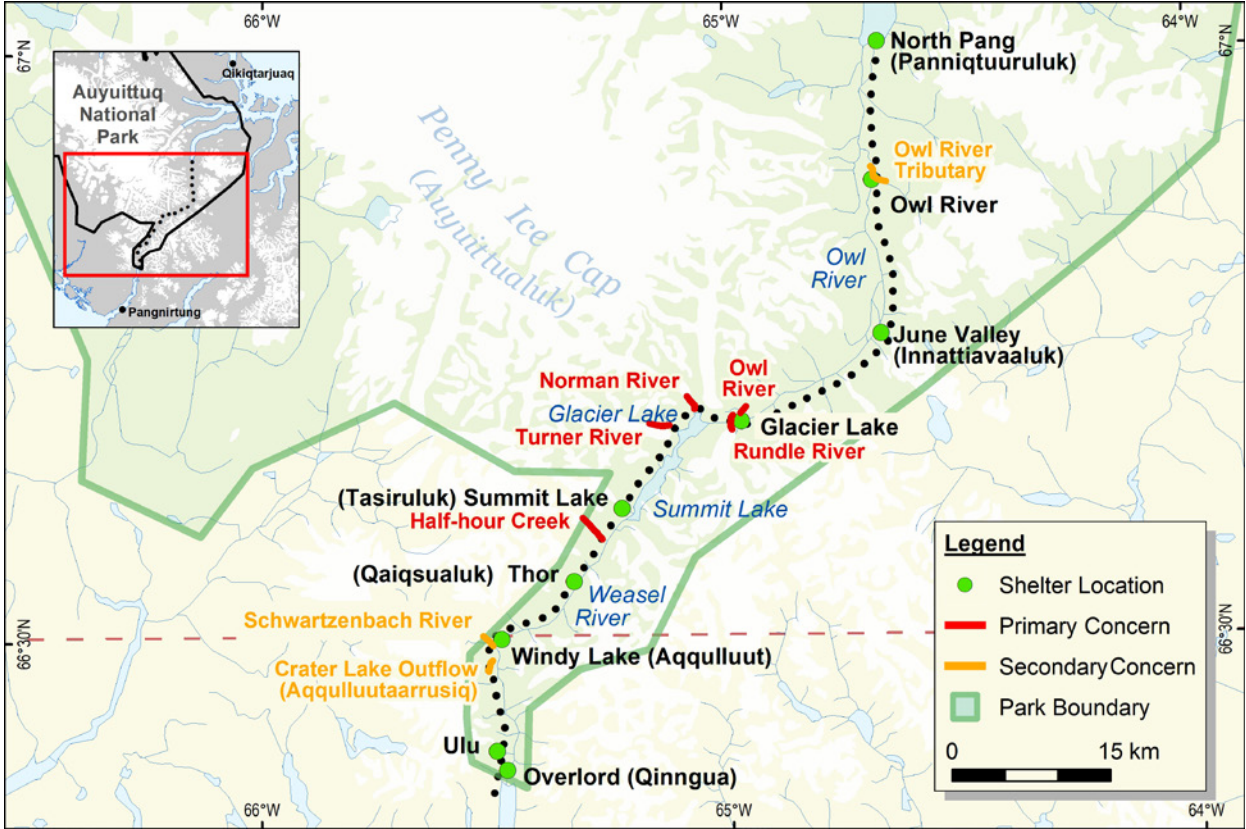 66°W
65°W
64°W
67°N
67°N
Qikiqtarjuaq
Auyuittuq
National
Park
Pangnirtung
Penny Ice Cap
(Auyuittualuk)
North Pang
(Panniqtuuruluk)
Owl River
Tributary
Owl River
Owl
River
June Valley
(Innattiavaaluk)
Norman River
Owl
River
Glacier Lake
Turner River
Glacier Lake
Rundle River
(Tasiruluk) Summit Lake
Summit Lake
Half-hour Creek
(Qaiqsualuk) Thor
Weasel
River
Schwartzenbach River
66°30'N
66°30'N
Windy Lake (Aqqulluut)
Crater Lake Outflow
(Aqqulluutaarrusiq)
Ulu
Overlord (Qinngua)
Legend
Shelter Location
Primary Concern
Secondary Concern
Park Boundary
0 15 km
66°W
65°W
64°W